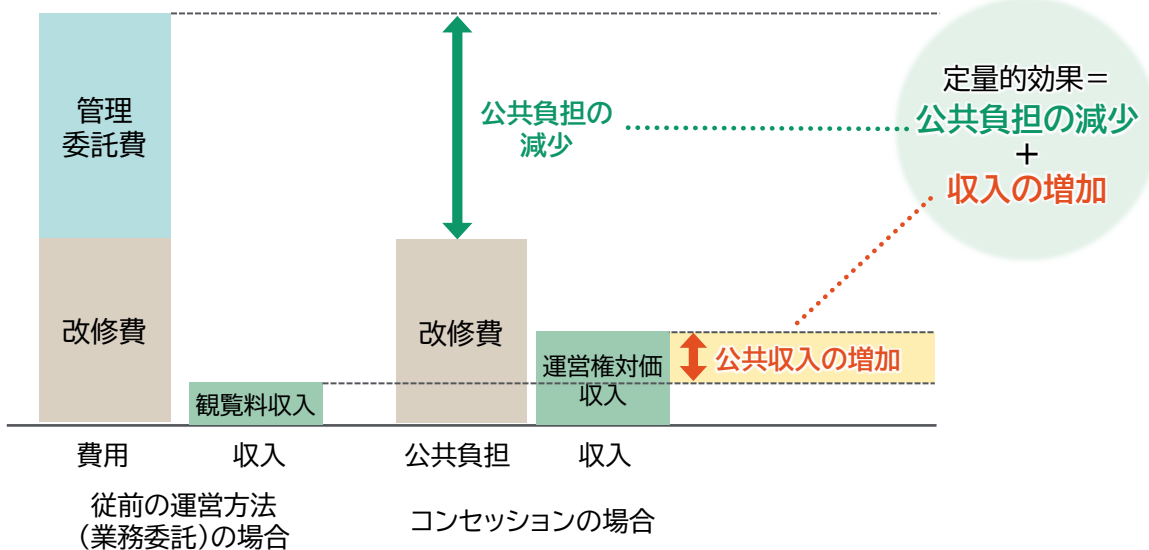 管理
委託費
改修費
観覧料収入
費用
収入
従前の運営方法
（業務委託）の場合
公共負担の
減少
改修費
運営権対価
収入
公共収入の増加
公共負担
収入
コンセッションの場合
定量的効果＝
公共負担の減少
＋
収入の増加